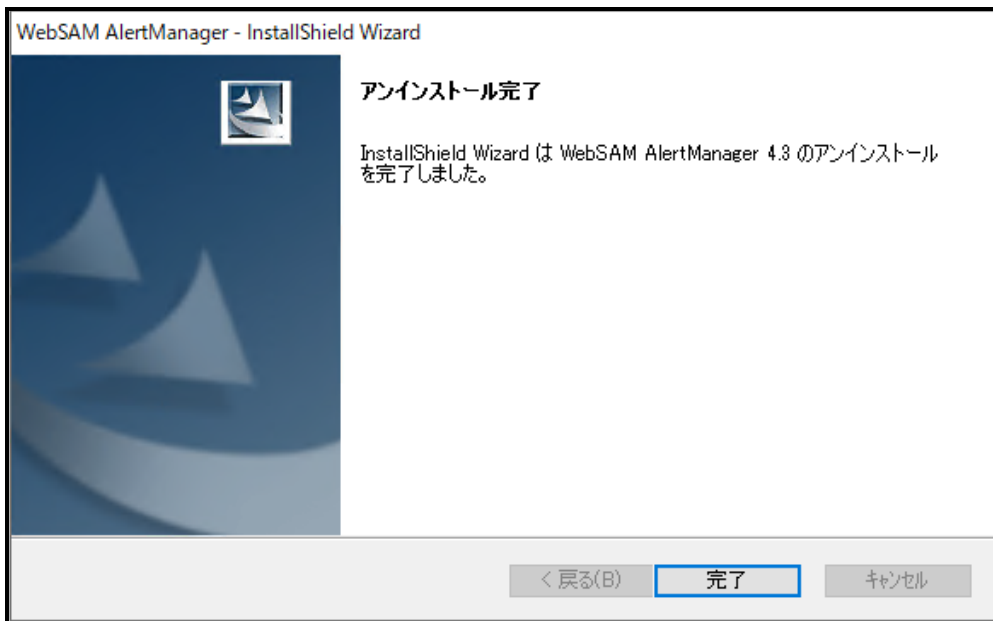 WebSAM AlertManager - InstallShield Wizard
アンインストール完了
InstallShield Wizard は WebSAM AlertManager 4.3 のアンインストール
を完了しました。
< 戻る(B)
完了
キャンセル